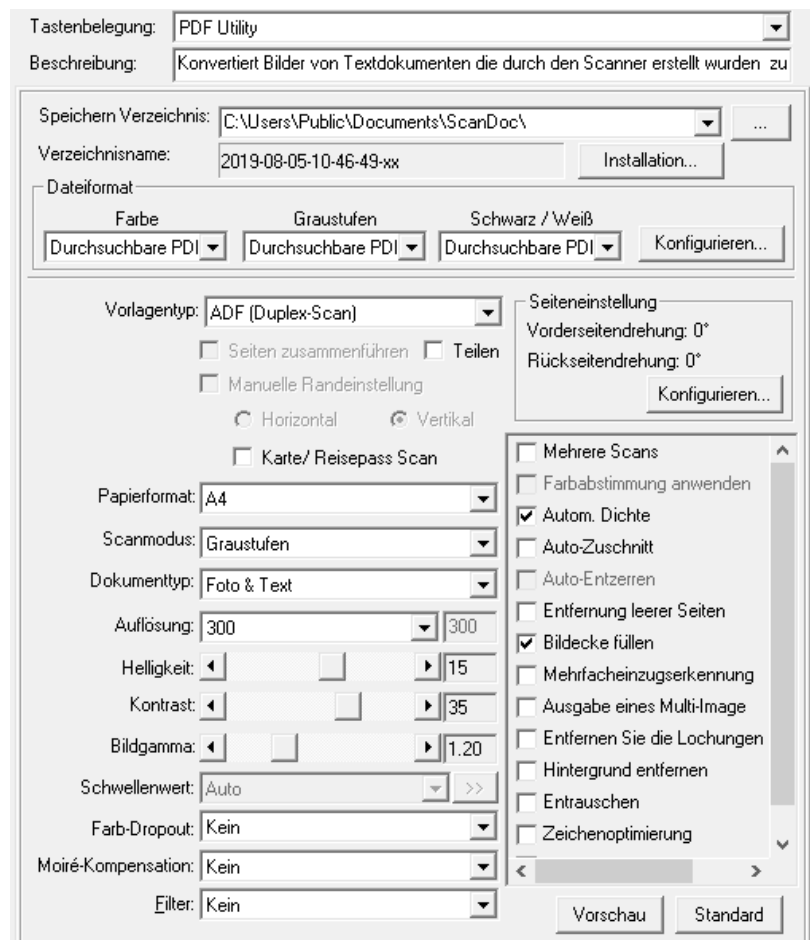 Tastenbelegung: PDF Utility
Beschreibung: Konvertiert Bilder von Textdokumenten die durch den Scanner erstellt wurden zu
Speichern Verzeichnis: C:\Users\Public\Documents\ScanDoc\ ...
Verzeichnisname: 2019-08-05-10-46-49-xx Installation...
Dateiformat
Farbe Graustufen Schwarz / Weiß
Durchsuchbare PDI Durchsuchbare PDI Durchsuchbare PDI Konfigurieren...
Vorlagentyp: ADF (Duplex-Scan)
Seiten zusammenführen Teilen
Manuelle Randeinstellung
Horizontal Vertikal
Karte/ Reisepass Scan
Seiteneinstellung
Vorderseitendrehung: 0°
Rückseitendrehung: 0°
Konfigurieren...
Papierformat: A4
Scanmodus: Graustufen
Dokumenttyp: Foto & Text
Auflösung: 300 300
Helligkeit: 15
Kontrast: 35
Bildgamma: 1.20
Schwellenwert: Auto >>
Farb-Dropout: Kein
Moiré-Kompensation: Kein
Filter: Kein
Mehrere Scans
Farbabstimmung anwenden
Autom. Dichte
Auto-Zuschnitt
Auto-Entzerren
Entfernung leerer Seiten
Bildecke füllen
Mehrfacheinzugserkennung
Ausgabe eines Multi-Image
Entfernen Sie die Lochungen
Hintergrund entfernen
Entrauschen
Zeichenoptimierung
Vorschau Standard